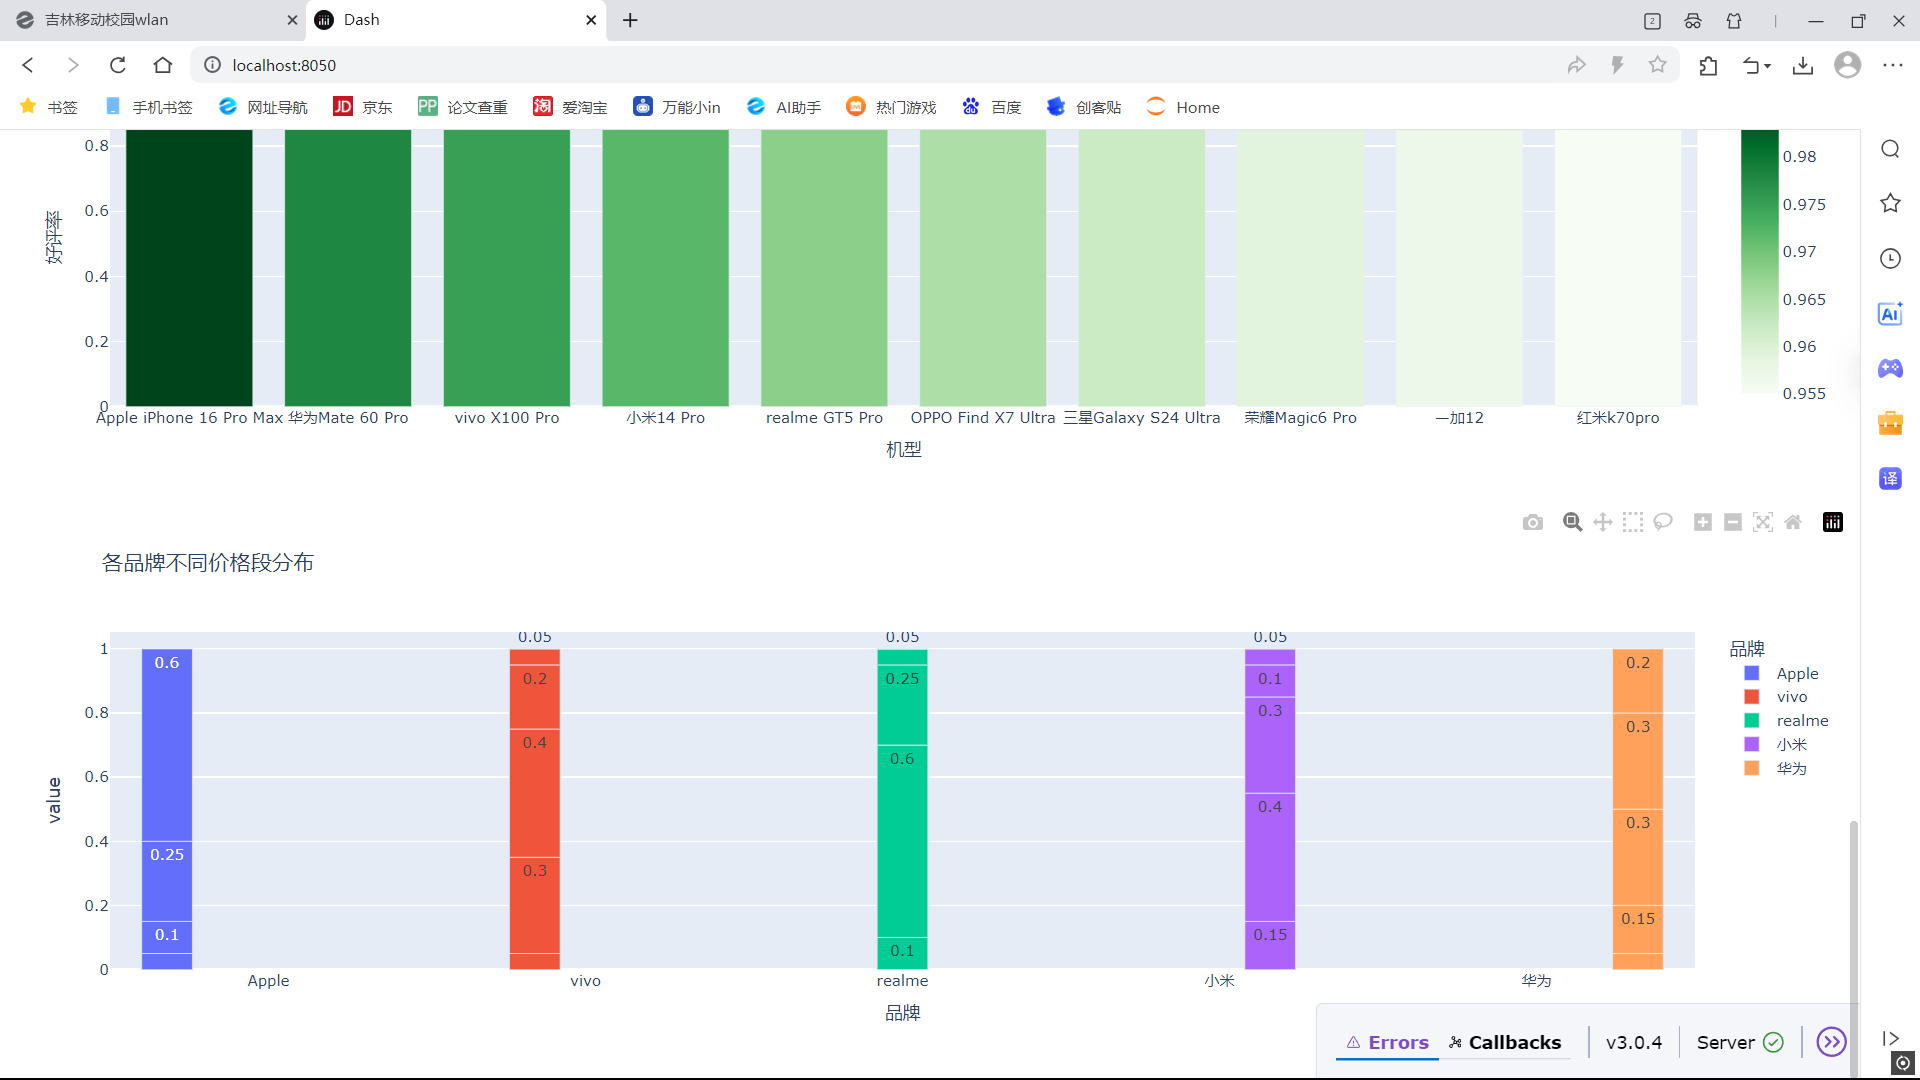 吉林移动校园wlan
Dash
2
localhost:8050
书签
手机书签
网址导航
JD 京东
PP 论文查重
淘 爱淘宝
万能小in
AI助手
热门游戏
百度
创客贴
Home
0.8
0.6
0.4
0.2
0
好评率
Apple iPhone 16 Pro Max
华为Mate 60 Pro
vivo X100 Pro
小米14 Pro
realme GT5 Pro
OPPO Find X7 Ultra
三星Galaxy S24 Ultra
荣耀Magic6 Pro
一加12
红米k70pro
机型
0.98
0.975
0.97
0.965
0.96
0.955
AI
译
各品牌不同价格段分布
1
0.8
0.6
0.4
0.2
0
value
0.6
0.25
0.1
0.05
0.2
0.4
0.3
0.05
0.25
0.6
0.1
0.05
0.1
0.3
0.4
0.15
0.2
0.3
0.3
0.15
Apple
vivo
realme
小米
华为
品牌
品牌
Apple
vivo
realme
小米
华为
Errors
Callbacks
v3.0.4
Server